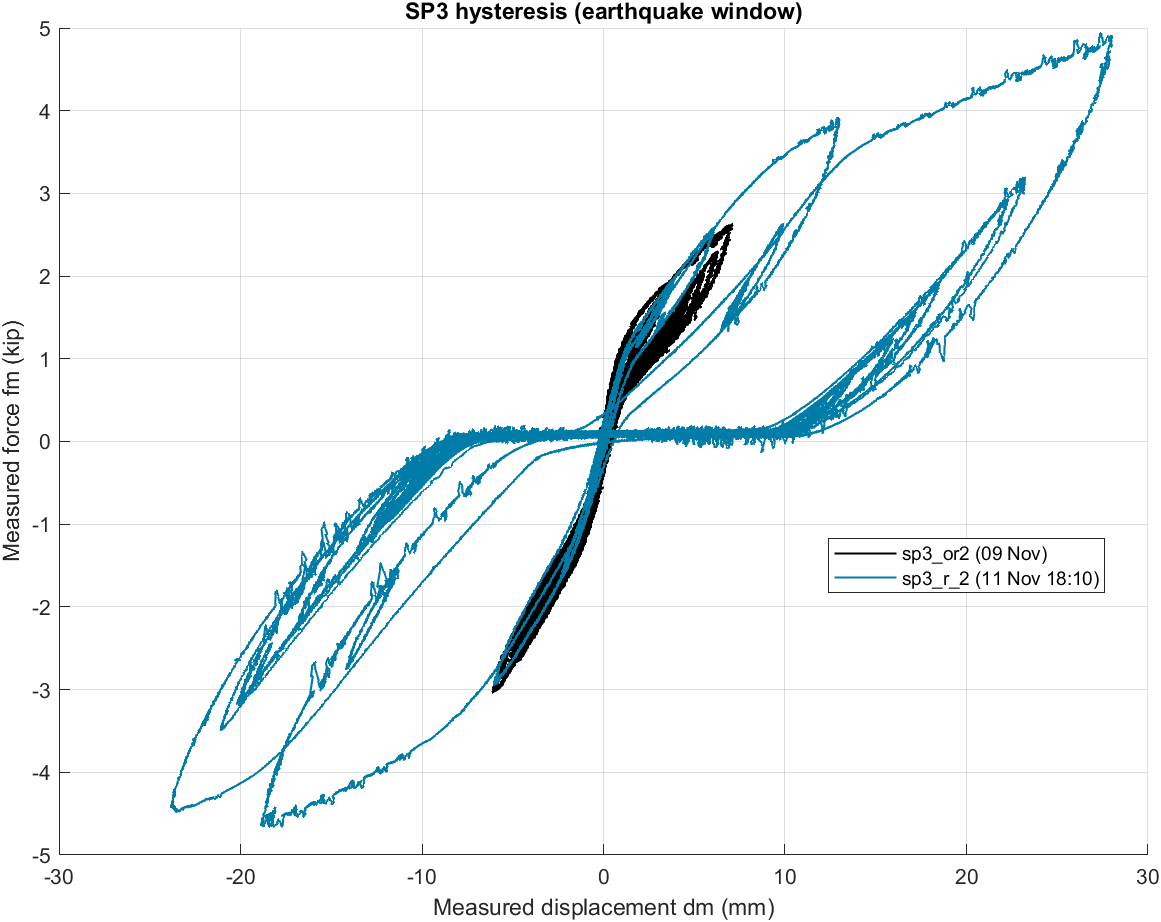 SP3 hysteresis (earthquake window)
5
4
3
2
1
0
-1
-2
-3
-4
-5
Measured force fm (kip)
sp3_or2 (09 Nov)
sp3_r_2 (11 Nov 18:10)
-30 -20 -10 0 10 20 30
Measured displacement dm (mm)